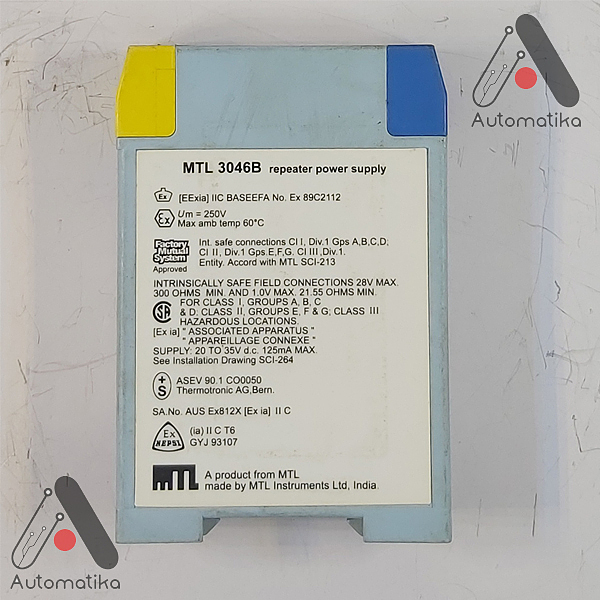 Automatika
MTL 3046B repeater power supply
Ex
[EExia] IIC BASEEFA No. Ex 89C2112
Ex
Um = 250V
Max amb temp 60°C
Factory
Mutual
System
Approved
Int. safe connections Cl I, Div.1 Gps A,B,C,D;
Cl II, Div.1 Gps.E,F,G. Cl III ,Div.1.
Entity. Accord with MTL SCI-213
INTRINSICALLY SAFE FIELD CONNECTIONS 28V MAX.
300 OHMS MIN. AND 1.0V MAX. 21.55 OHMS MIN.
SA
FOR CLASS I, GROUPS A, B, C
& D; CLASS II, GROUPS E, F & G; CLASS III
HAZARDOUS LOCATIONS.
[Ex ia] " ASSOCIATED APPARATUS "
" APPAREILLAGE CONNEXE "
SUPPLY: 20 TO 35V d.c. 125mA MAX.
See Installation Drawing SCI-264
+
S
ASEV 90.1 CO0050
Thermotronic AG,Bern.
SA.No. AUS Ex812X [Ex ia] II C
Ex
NEPSI
(ia) II C T6
GYJ 93107
MTL
A product from MTL
made by MTL Instruments Ltd, India.
Automatika
Automatika